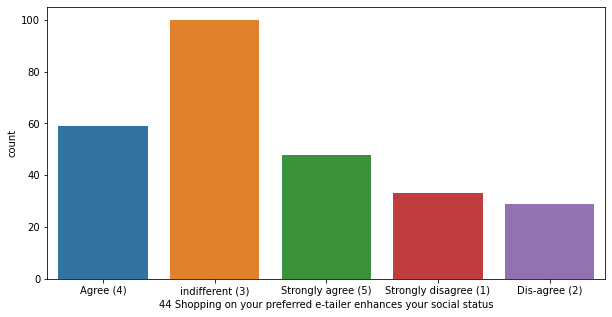 100
80
60
40
20
0
count
Agree (4) indifferent (3) Strongly agree (5) Strongly disagree (1) Dis-agree (2)
44 Shopping on your preferred e-tailer enhances your social status